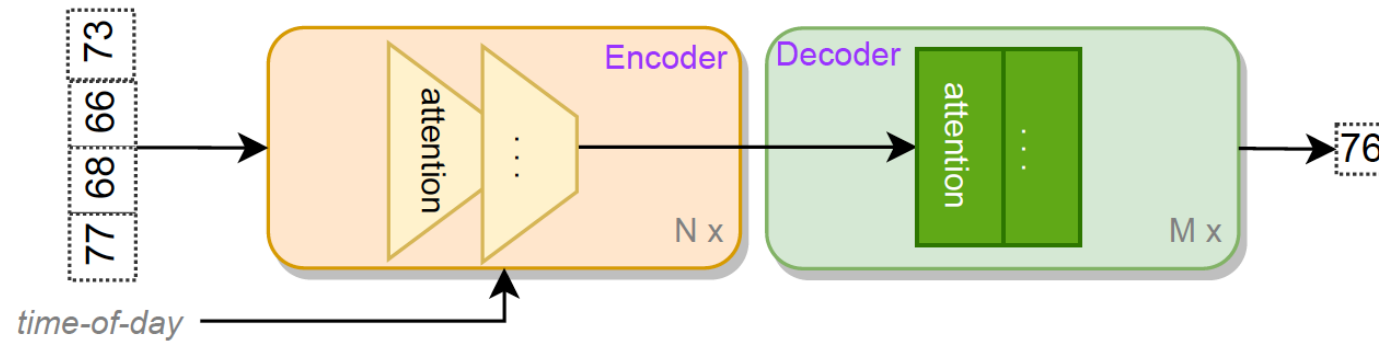 73
66
68
77
time-of-day
Encoder
attention
. . .
N x
Decoder
attention
. . .
M x
76